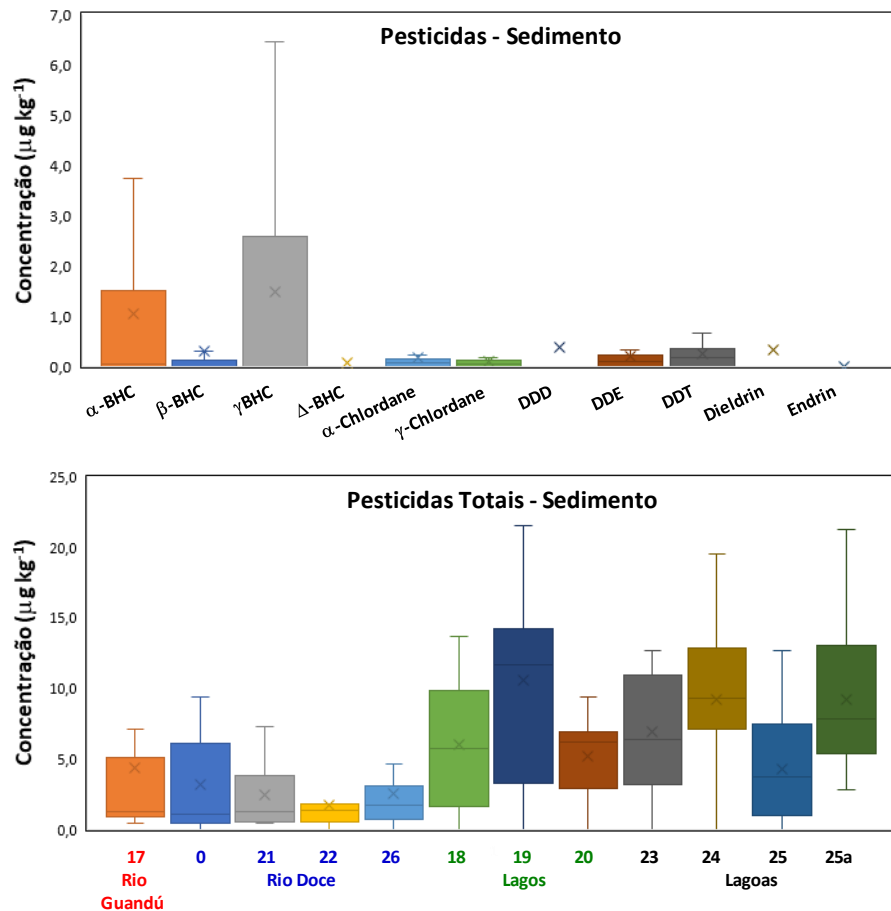 Pesticidas - Sedimento
Concentração (µg kg⁻¹)
7,0
6,0
5,0
4,0
3,0
2,0
1,0
0,0
α-BHC
β-BHC
γBHC
Δ-BHC
α-Chlordane
γ-Chlordane
DDD
DDE
DDT
Dieldrin
Endrin
Pesticidas Totais - Sedimento
Concentração (µg kg⁻¹)
25,0
20,0
15,0
10,0
5,0
0,0
17 0 21 22 26 18 19 20 23 24 25 25a
Rio Rio Doce Lagos Lagoas
Guandú